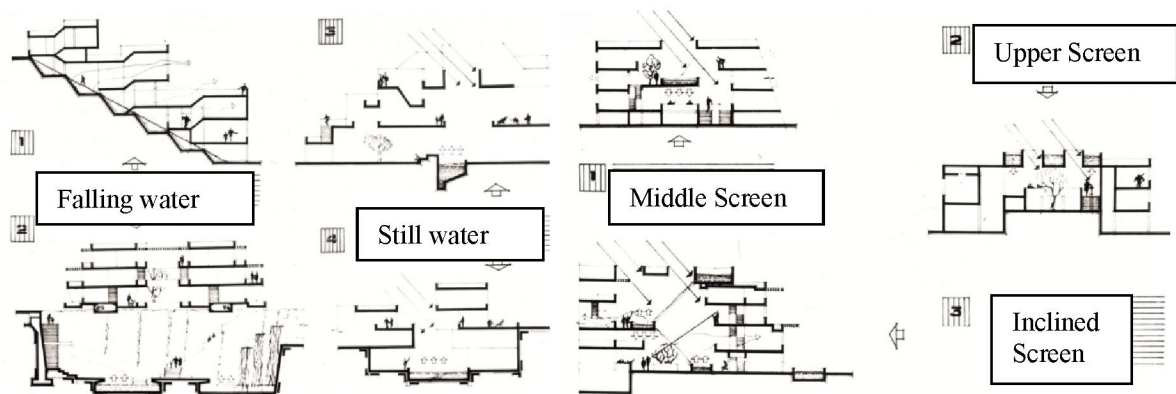 3
2
Upper Screen
1
1
Falling water
Middle Screen
2
4
Still water
3
Inclined
Screen